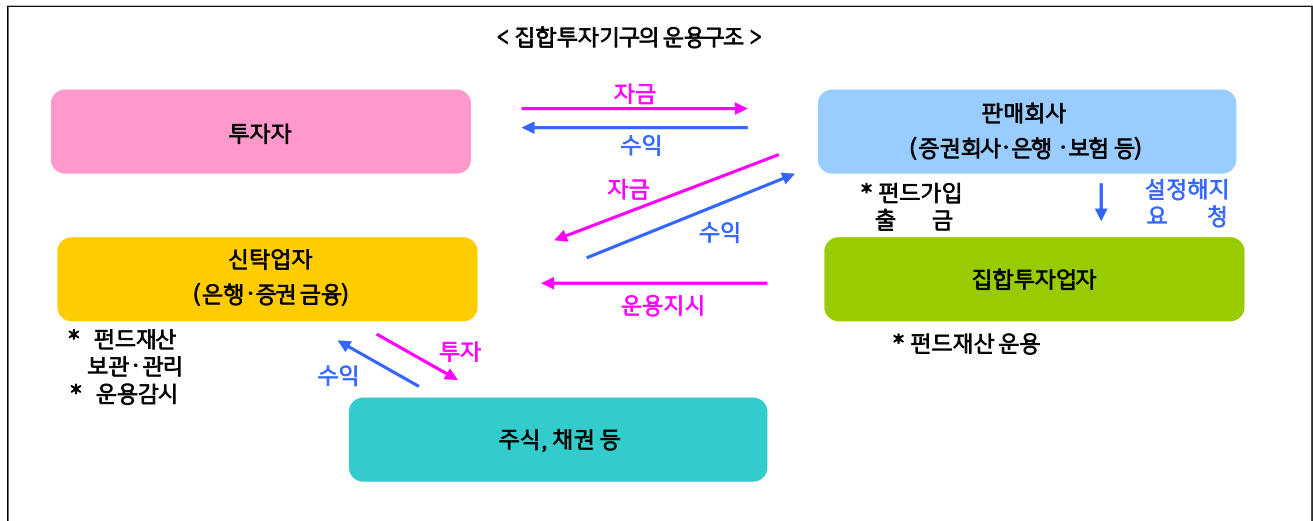 < 집합투자기구의 운용구조 >
투자자
자금
수익
판매회사
(증권회사·은행 ·보험 등)
자금
수익
* 펀드가입
출 금
설정해지
요 청
신탁업자
(은행·증권 금융)
운용지시
집합투자업자
* 펀드재산
보관·관리
* 운용감시
수익
투자
* 펀드재산 운용
주식, 채권 등